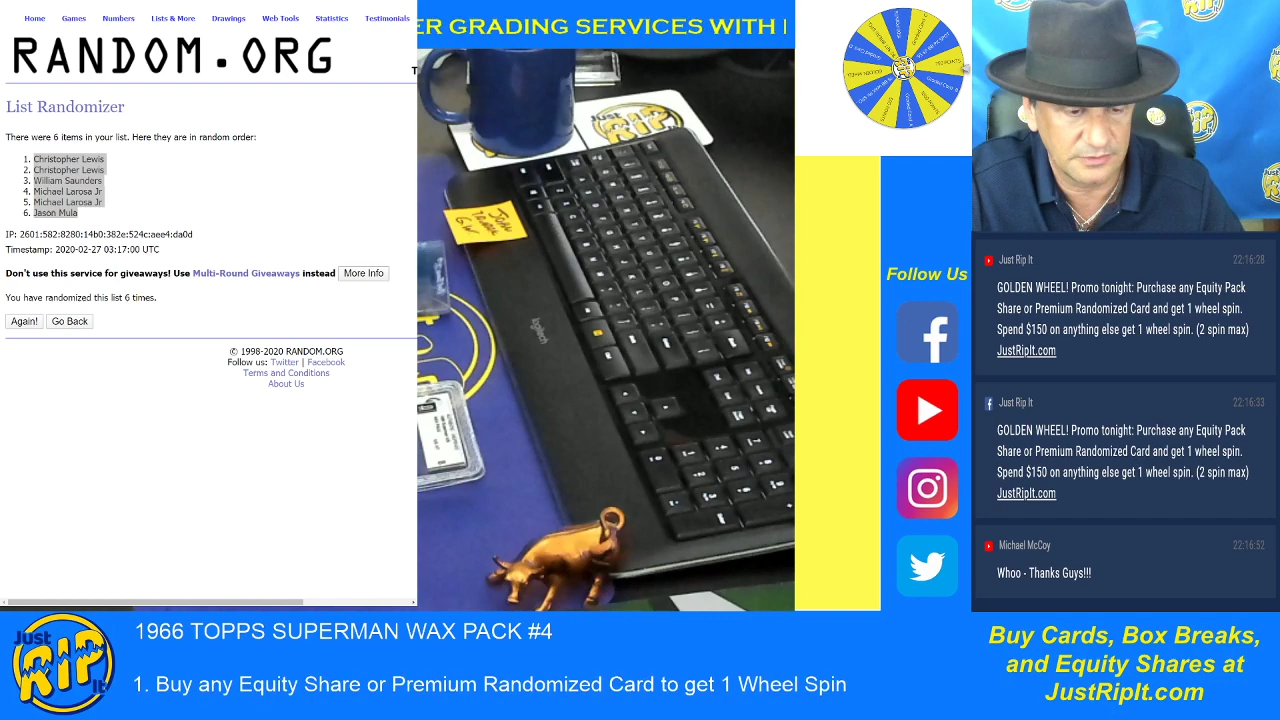 Home Games Numbers Lists & More Drawings Web Tools Statistics Testimonials
RANDOM.ORG
List Randomizer
There were 6 items in your list. Here they are in random order:
1. Christopher Lewis
2. Christopher Lewis
3. William Saunders
4. Michael Larosa Jr
5. Michael Larosa Jr
6. Jason Mula
IP: 2601:582:8280:14b0:382e:524c:aee4:da0d
Timestamp: 2020-02-27 03:17:00 UTC
Don't use this service for giveaways! Use Multi-Round Giveaways instead More Info
You have randomized this list 6 times.
Again! Go Back
© 1998-2020 RANDOM.ORG
Follow us: Twitter | Facebook
Terms and Conditions
About Us
ER GRADING SERVICES WITH
Just
RIP
logitech
Follow Us
Just Rip It 22:16:28
GOLDEN WHEEL! Promo tonight: Purchase any Equity Pack
Share or Premium Randomized Card and get 1 wheel spin.
Spend $150 on anything else get 1 wheel spin. (2 spin max)
JustRipIt.com
Just Rip It 22:16:33
GOLDEN WHEEL! Promo tonight: Purchase any Equity Pack
Share or Premium Randomized Card and get 1 wheel spin.
Spend $150 on anything else get 1 wheel spin. (2 spin max)
JustRipIt.com
Michael McCoy 22:16:52
Whoo - Thanks Guys!!!
Just
RIP
It
1966 TOPPS SUPERMAN WAX PACK #4
1. Buy any Equity Share or Premium Randomized Card to get 1 Wheel Spin
Buy Cards, Box Breaks,
and Equity Shares at
JustRipIt.com